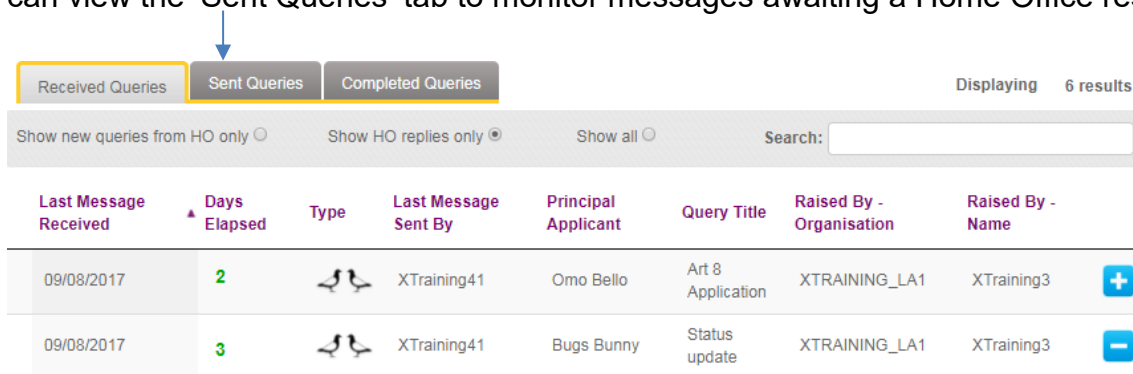 can view the 'Sent Queries' tab to monitor messages awaiting a Home Office
Received Queries Sent Queries Completed Queries Displaying 6 results
Show new queries from HO only Show HO replies only Show all Search:
Last Message Received Days Elapsed Type Last Message Sent By Principal Applicant Query Title Raised By - Organisation Raised By - Name
09/08/2017 2 XTraining41 Omo Bello Art 8 Application XTRAINING_LA1 XTraining3
09/08/2017 3 XTraining41 Bugs Bunny Status update XTRAINING_LA1 XTraining3